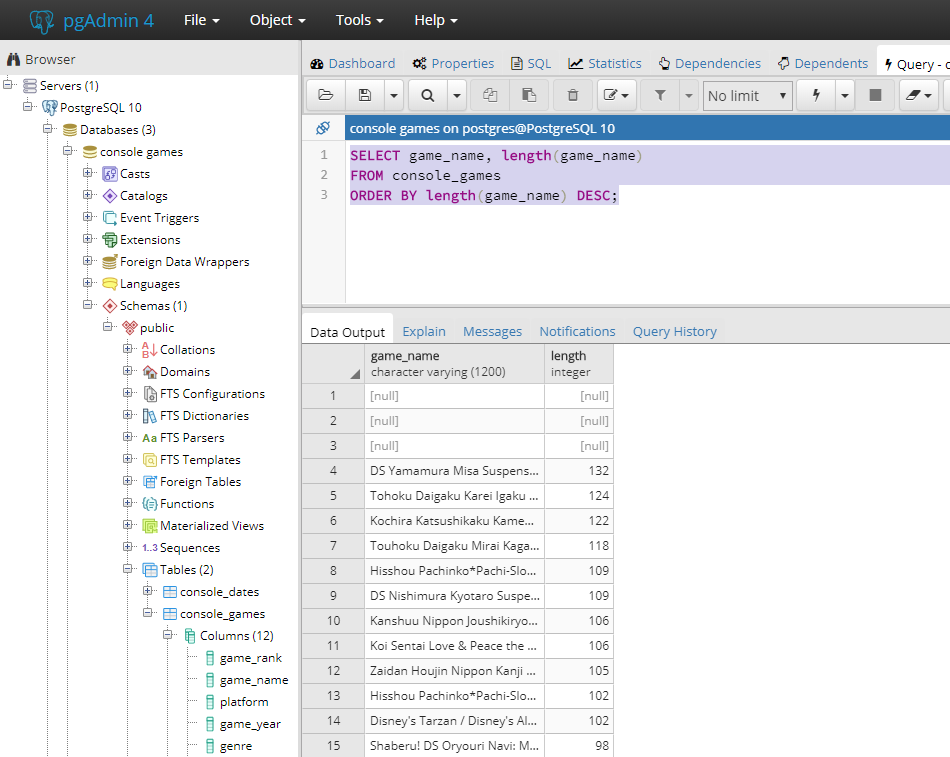 pgAdmin 4 File Object Tools Help
Browser
Servers (1)
PostgreSQL 10
Databases (3)
console games
Casts
Catalogs
Event Triggers
Extensions
Foreign Data Wrappers
Languages
Schemas (1)
public
Collations
Domains
FTS Configurations
FTS Dictionaries
Aa FTS Parsers
FTS Templates
Foreign Tables
Functions
Materialized Views
1..3 Sequences
Tables (2)
console_dates
console_games
Columns (12)
game_rank
game_name
platform
game_year
genre
Dashboard Properties SQL Statistics Dependencies Dependents Query - c
No limit
console games on postgres@PostgreSQL 10
1 SELECT game_name, length(game_name)
2 FROM console_games
3 ORDER BY length(game_name) DESC;
Data Output Explain Messages Notifications Query History
game_name length
character varying (1200) integer
1 [null] [null]
2 [null] [null]
3 [null] [null]
4 DS Yamamura Misa Suspens... 132
5 Tohoku Daigaku Karei Igaku ... 124
6 Kochira Katsushikaku Kame... 122
7 Touhoku Daigaku Mirai Kaga... 118
8 Hisshou Pachinko*Pachi-Slo... 109
9 DS Nishimura Kyotaro Suspe... 109
10 Kanshuu Nippon Joushikiryo... 106
11 Koi Sentai Love & Peace the ... 106
12 Zaidan Houjin Nippon Kanji ... 105
13 Hisshou Pachinko*Pachi-Slo... 102
14 Disney's Tarzan / Disney's Al... 102
15 Shaberu! DS Oryouri Navi: M... 98